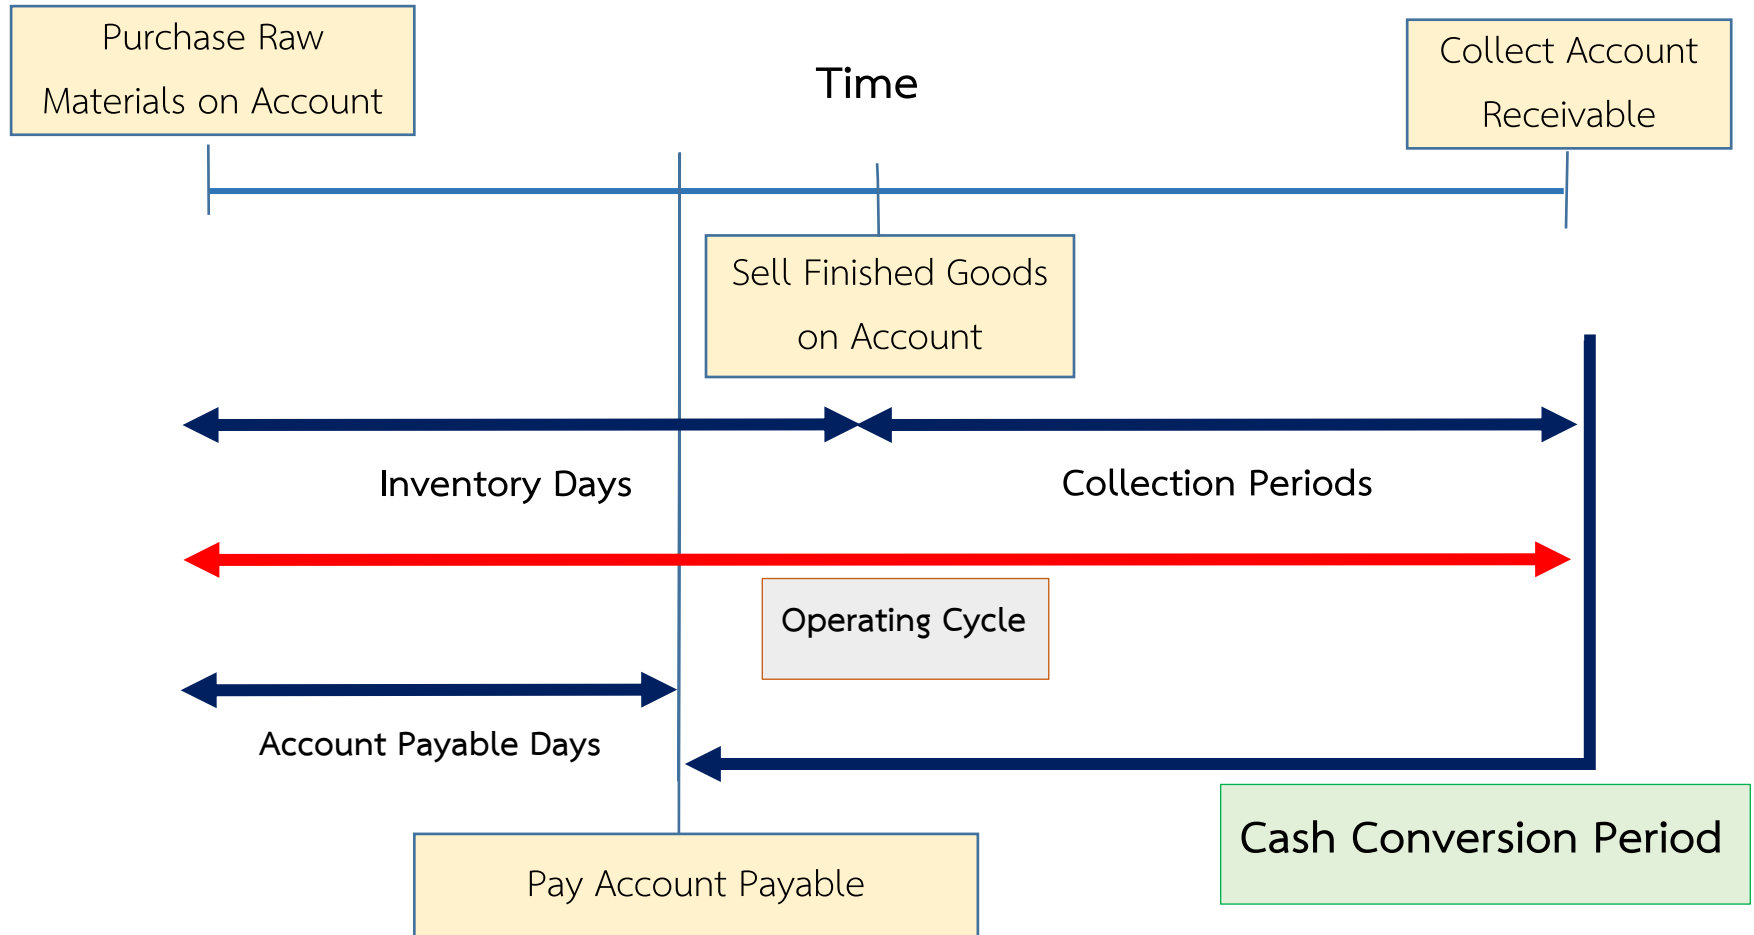 Purchase Raw
Materials on Account
Time
Collect Account
Receivable
Sell Finished Goods
on Account
Inventory Days
Collection Periods
Operating Cycle
Account Payable Days
Cash Conversion Period
Pay Account Payable